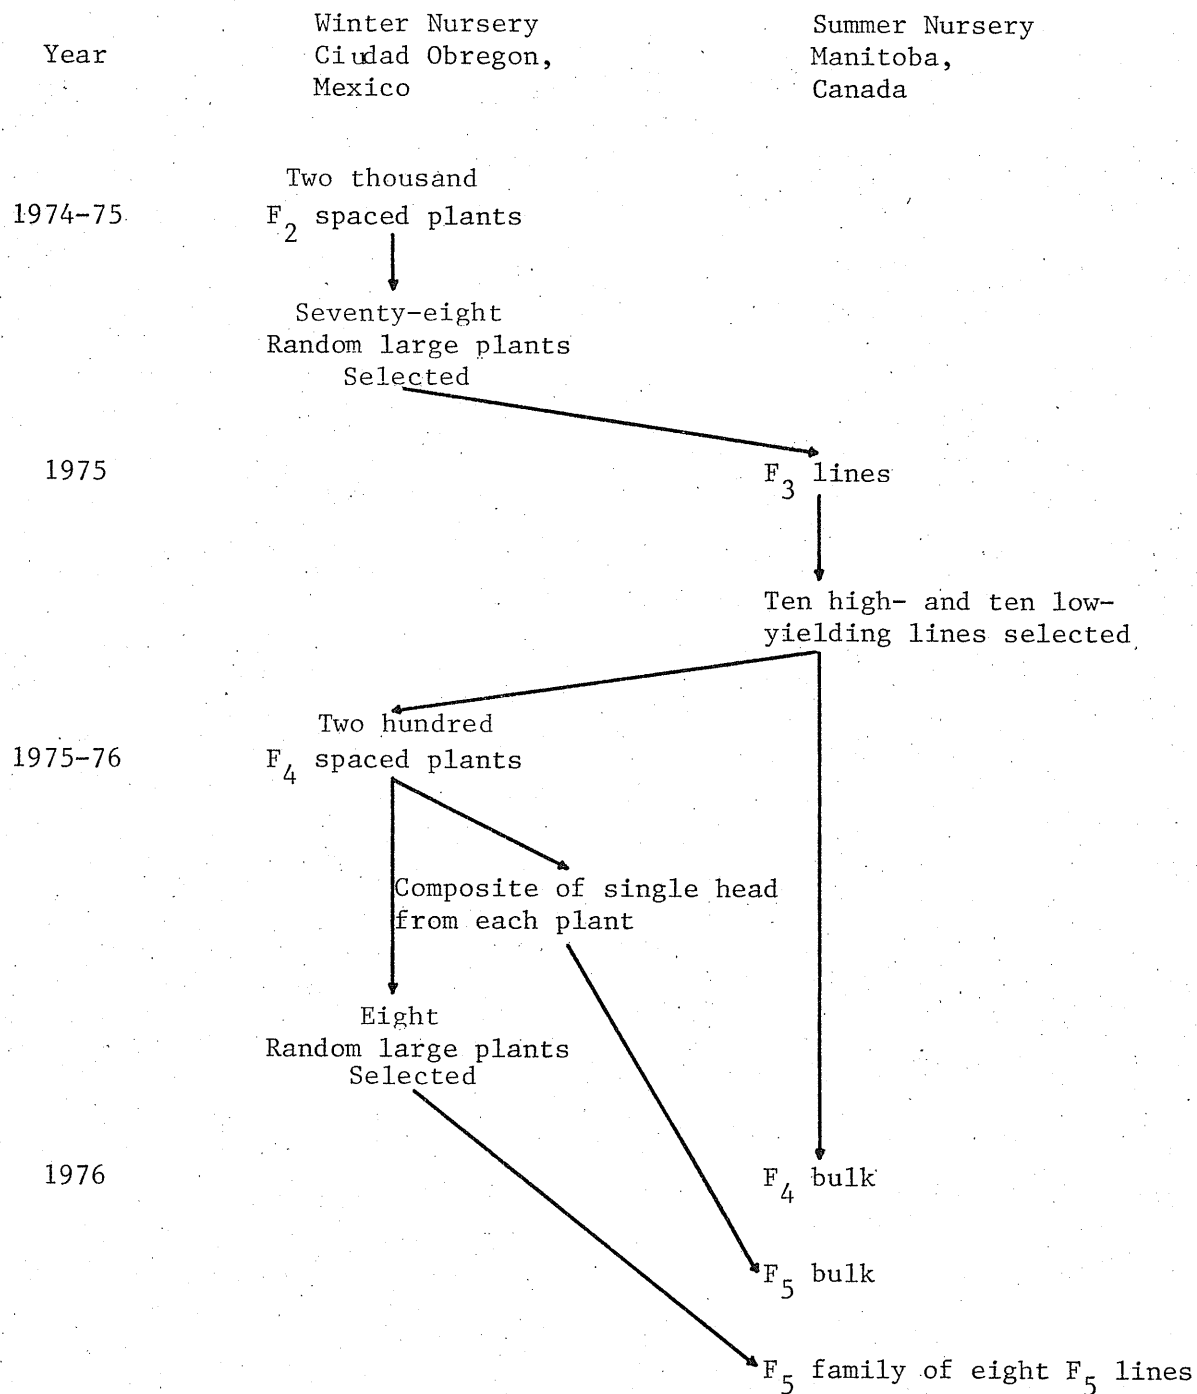 Year
Winter Nursery
Ciudad Obregon,
Mexico
Summer Nursery
Manitoba,
Canada
1974-75
Two thousand
F2 spaced plants
Seventy-eight
Random large plants
Selected
1975
F3 lines
Ten high- and ten low-
yielding lines selected
1975-76
Two hundred
F4 spaced plants
Composite of single head
from each plant
Eight
Random large plants
Selected
1976
F4 bulk
F5 bulk
F5 family of eight F5 lines